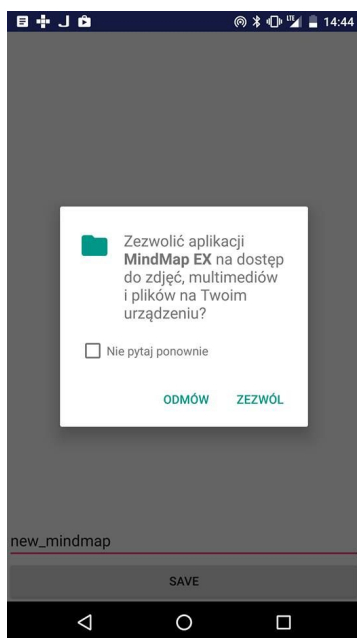 LTE 14:44
Zezwolić aplikacji
MindMap EX na dostęp
do zdjęć, multimediów
i plików na Twoim
urządzeniu?
Nie pytaj ponownie
ODMÓW ZEZWÓL
new_mindmap
SAVE